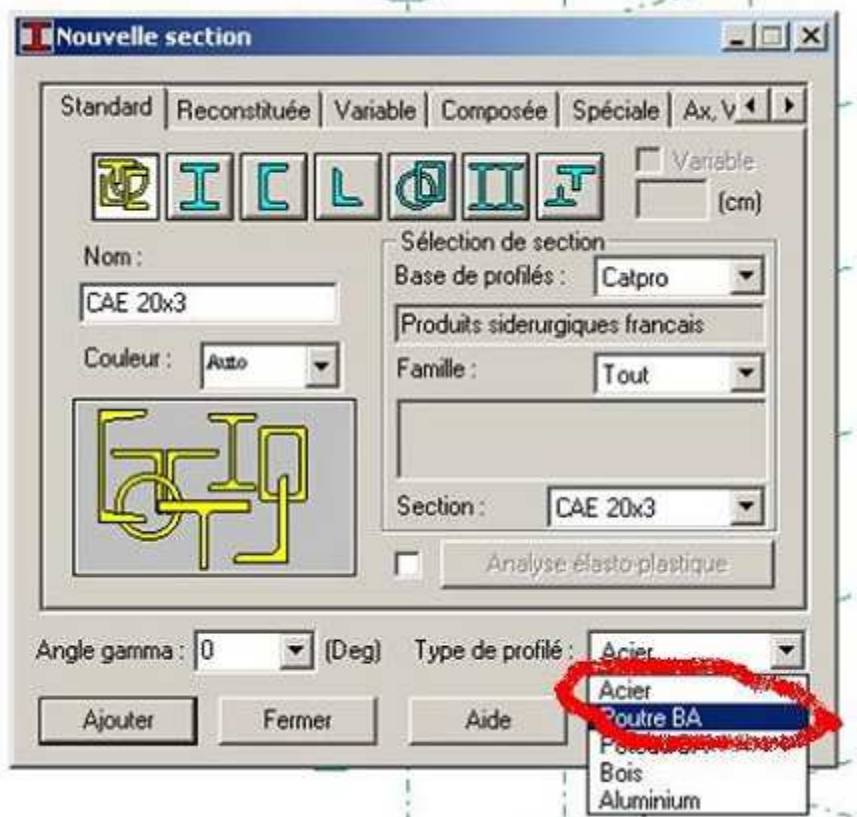 Nouvelle section
Standard Reconstituée Variable Composée Spéciale Ax, V
Variable
(cm)
Nom :
CAE 20x3
Couleur : Auto
Sélection de section
Base de profilés : Catpro
Produits siderurgiques francais
Famille : Tout
Section : CAE 20x3
Analyse élasto-plastique
Angle gamma : 0 (Deg) Type de profilé : Acier
Acier
Poutre BA
Bois
Aluminium
Ajouter Fermer Aide